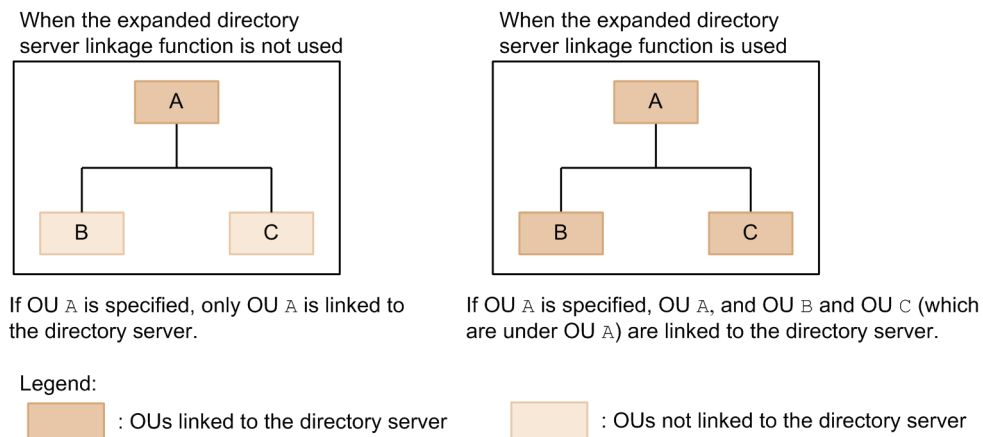 When the expanded directory
server linkage function is not used
A
B
C
If OU A is specified, only OU A is linked to
the directory server.
When the expanded directory
server linkage function is used
A
B
C
If OU A is specified, OU A, and OU B and OU C (which
are under OU A) are linked to the directory server.
Legend:
: OUs linked to the directory server
: OUs not linked to the directory server